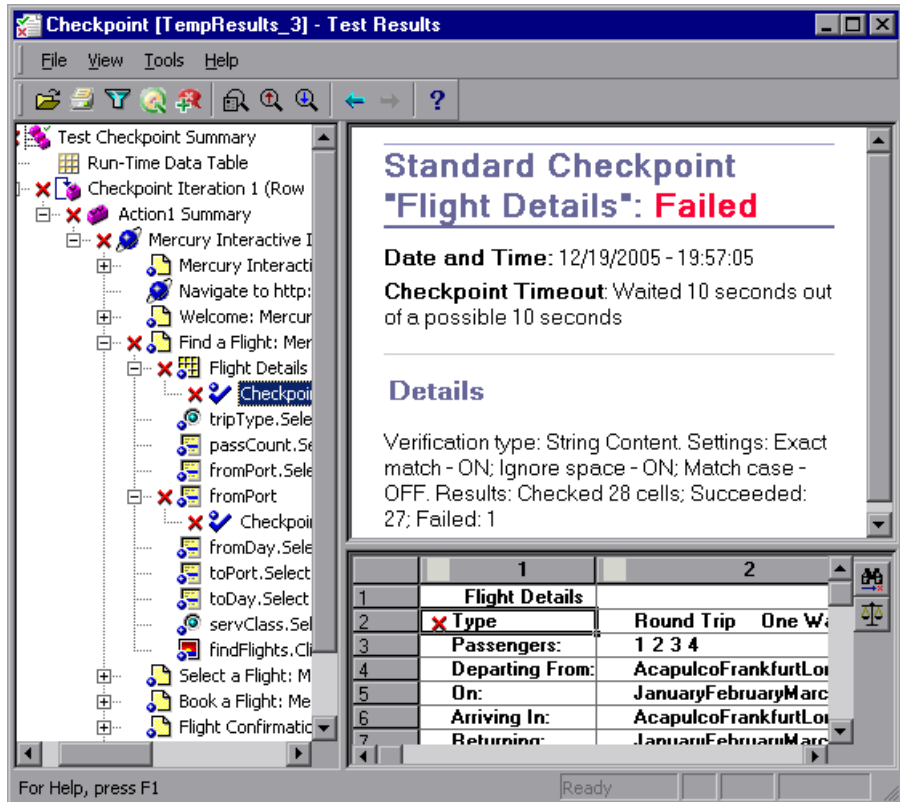 Checkpoint [TempResults_3] - Test Results
File View Tools Help
?
Test Checkpoint Summary
Run-Time Data Table
Checkpoint Iteration 1 (Row
Action1 Summary
Mercury Interactive I
Mercury Interacti
Navigate to http:
Welcome: Mercur
Find a Flight: Mer
Flight Details
Checkpoi
tripType.Sele
passCount.Se
fromPort.Sele
fromPort
Checkpoi
fromDay.Sele
toPort.Select
toDay.Select
servClass.Sel
findFlights.Cli
Select a Flight: M
Book a Flight: Me
Flight Confirmatic
Standard Checkpoint
"Flight Details": Failed
Date and Time: 12/19/2005 - 19:57:05
Checkpoint Timeout: Waited 10 seconds out
of a possible 10 seconds
Details
Verification type: String Content. Settings: Exact
match - ON; Ignore space - ON; Match case -
OFF. Results: Checked 28 cells; Succeeded:
27; Failed: 1
1 2
1 Flight Details
2 Type Round Trip One Wa
3 Passengers: 1 2 3 4
4 Departing From: AcapulcoFrankfurtLon
5 On: JanuaryFebruaryMarc
6 Arriving In: AcapulcoFrankfurtLon
7 Returning: JanuaryFebruaryMarc
For Help, press F1
Ready